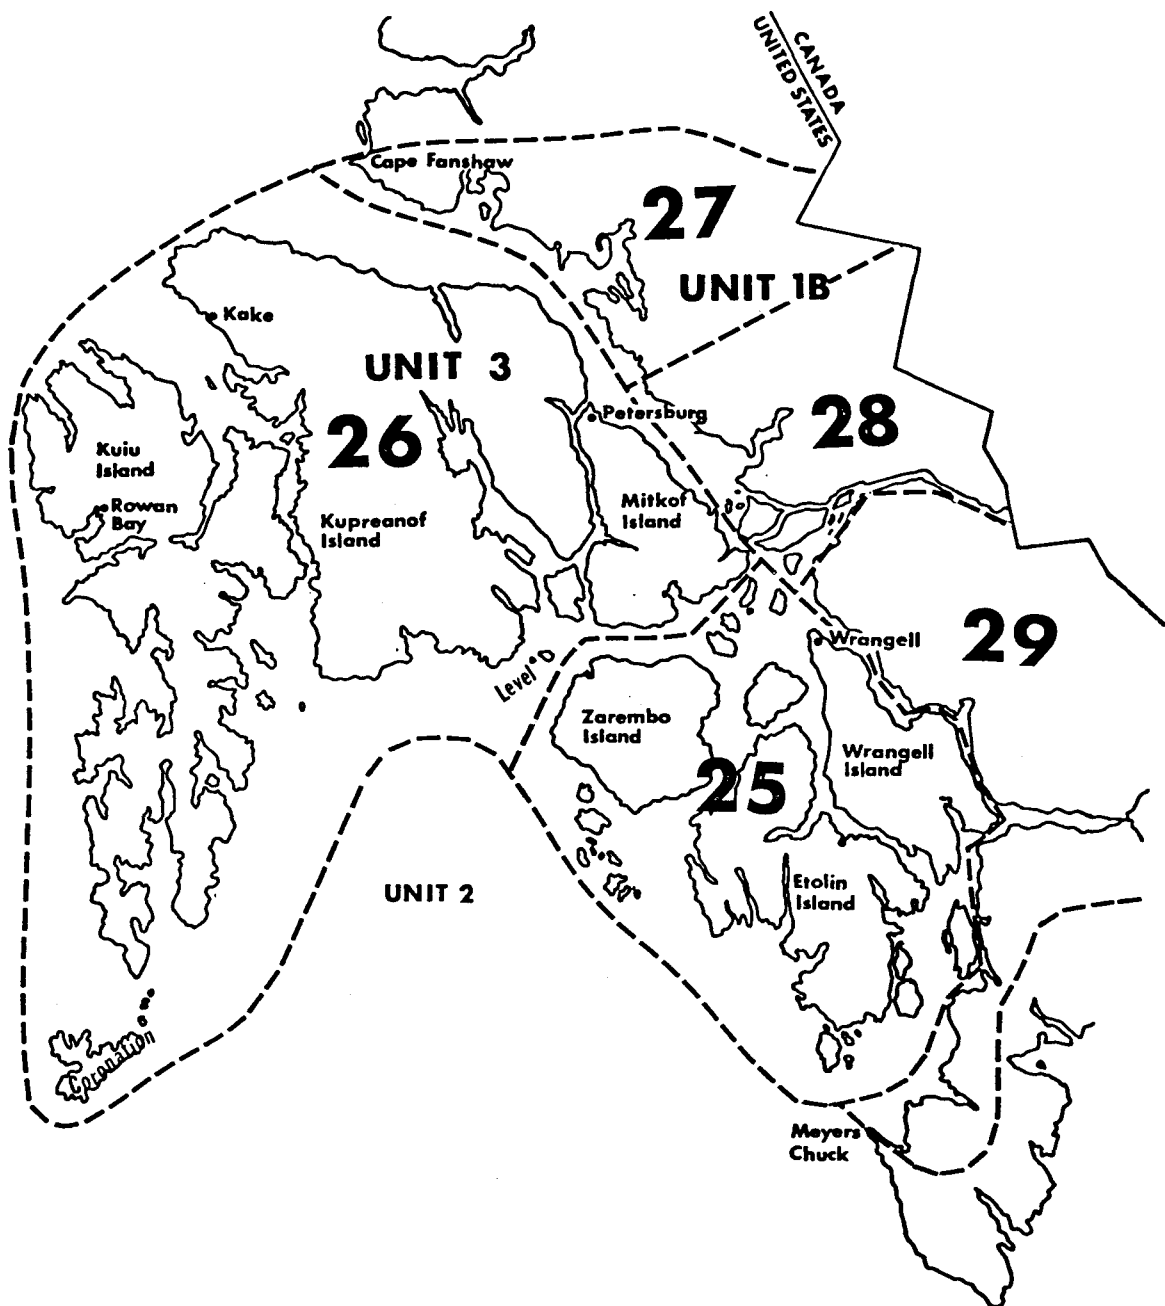 CANADA
UNITED STATES
Cape Fanshaw
27
UNIT 1B
Kake
UNIT 3
28
Petersburg
26
Kuiu
Island
Rowan
Bay
Kupreanof
Island
Mitkof
Island
29
Wrangell
Level
Zarembo
Island
Wrangell
Island
25
UNIT 2
Etolin
Island
Coronation
Meyers
Chuck